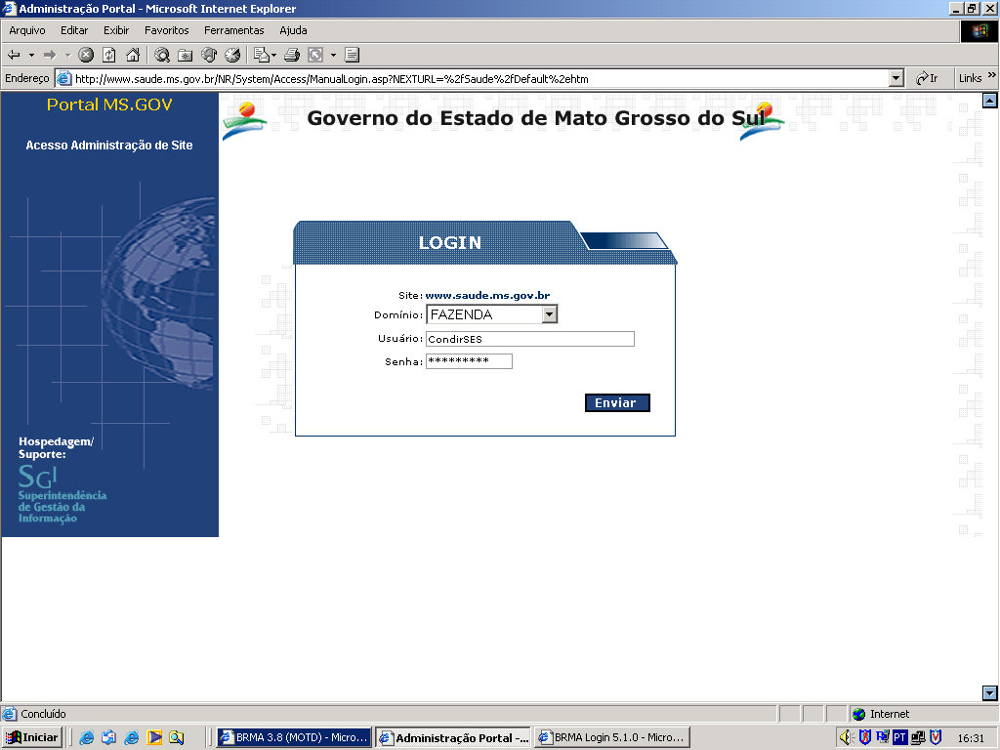 Administração Portal - Microsoft Internet Explorer
Arquivo Editar Exibir Favoritos Ferramentas Ajuda
Endereço http://www.saude.ms.gov.br/NR/System/Access/ManualLogin.asp?NEXTURL=%2fSaude%2fDefault%2ehtm Ir Links »
Portal MS.GOV
Acesso Administração de Site
Governo do Estado de Mato Grosso do Sul
LOGIN
Site: www.saude.ms.gov.br
Domínio: FAZENDA
Usuário: CondirSES
Senha: *********
Enviar
Hospedagem/
Suporte:
SGI
Superintendência
de Gestão da
Informação
Concluído Internet
Iniciar BRMA 3.8 (MOTD) - Micro... Administração Portal -... BRMA Login 5.1.0 - Micro... PT 16:31